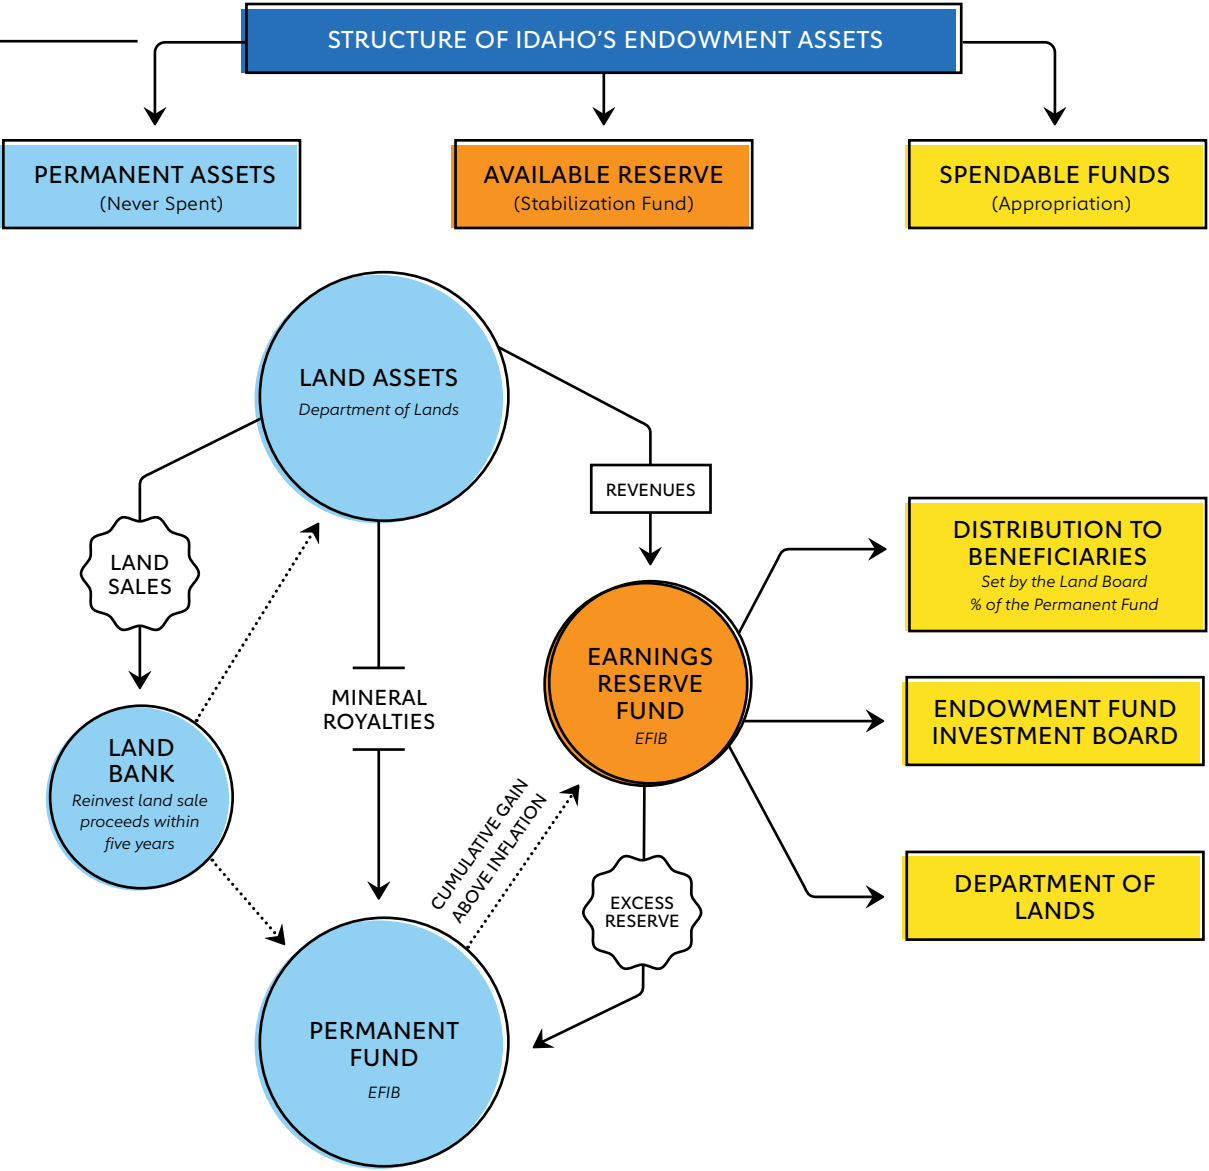 STRUCTURE OF IDAHO’S ENDOWMENT ASSETS
PERMANENT ASSETS
(Never Spent)
AVAILABLE RESERVE
(Stabilization Fund)
SPENDABLE FUNDS
(Appropriation)
LAND ASSETS
Department of Lands
REVENUES
LAND
SALES
DISTRIBUTION TO
BENEFICIARIES
Set by the Land Board
% of the Permanent Fund
EARNINGS
RESERVE
FUND
EFIB
MINERAL
ROYALTIES
ENDOWMENT FUND
INVESTMENT BOARD
LAND
BANK
Reinvest land sale
proceeds within
five years
CUMULATIVE GAIN
ABOVE INFLATION
EXCESS
RESERVE
DEPARTMENT OF
LANDS
PERMANENT
FUND
EFIB